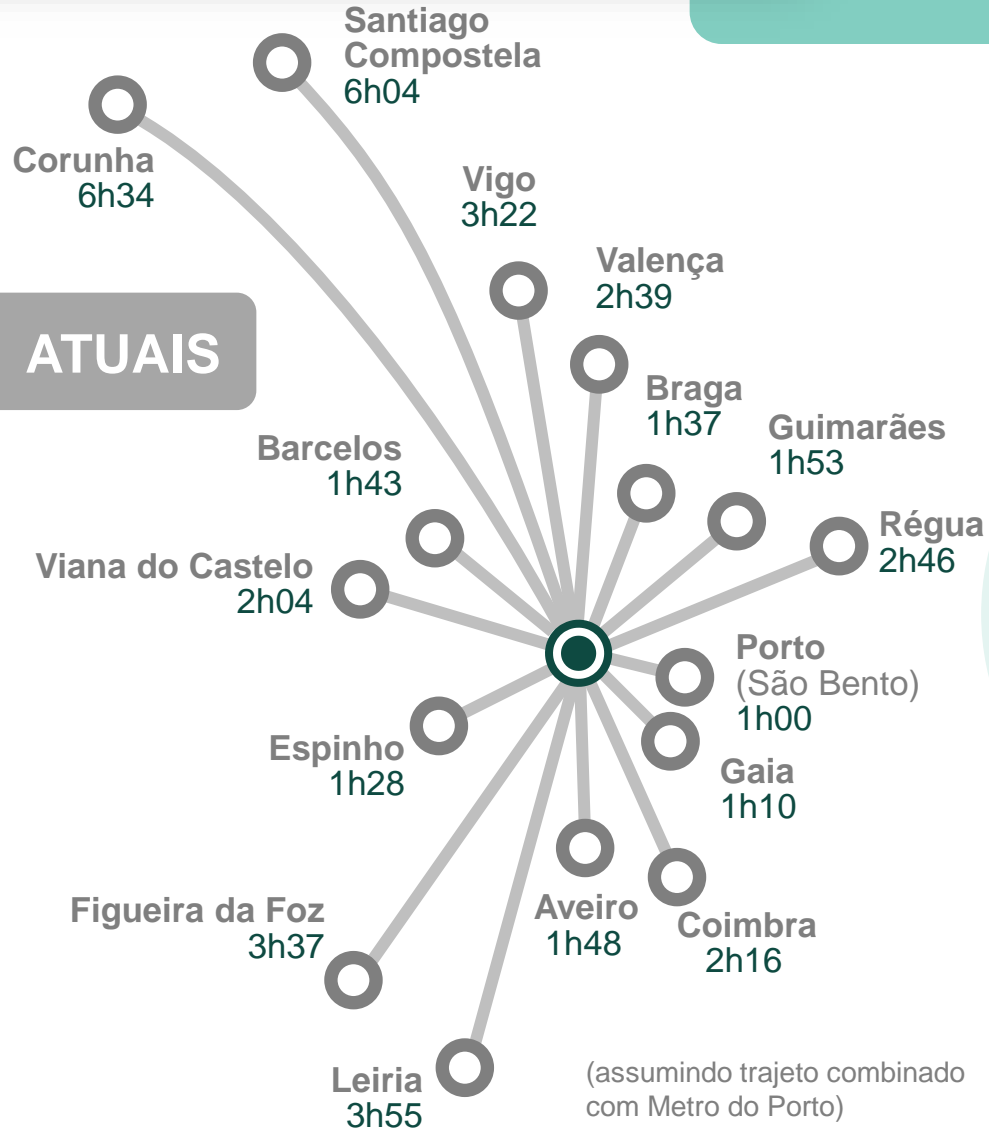 Santiago
Compostela
6h04
Corunha
6h34
Vigo
3h22
Valença
2h39
ATUAIS
Braga
1h37
Guimarães
1h53
Barcelos
1h43
Régua
2h46
Viana do Castelo
2h04
Porto
(São Bento)
1h00
Espinho
1h28
Gaia
1h10
Aveiro
1h48
Coimbra
2h16
Figueira da Foz
3h37
Leiria
3h55
(assumindo trajeto combinado
com Metro do Porto)